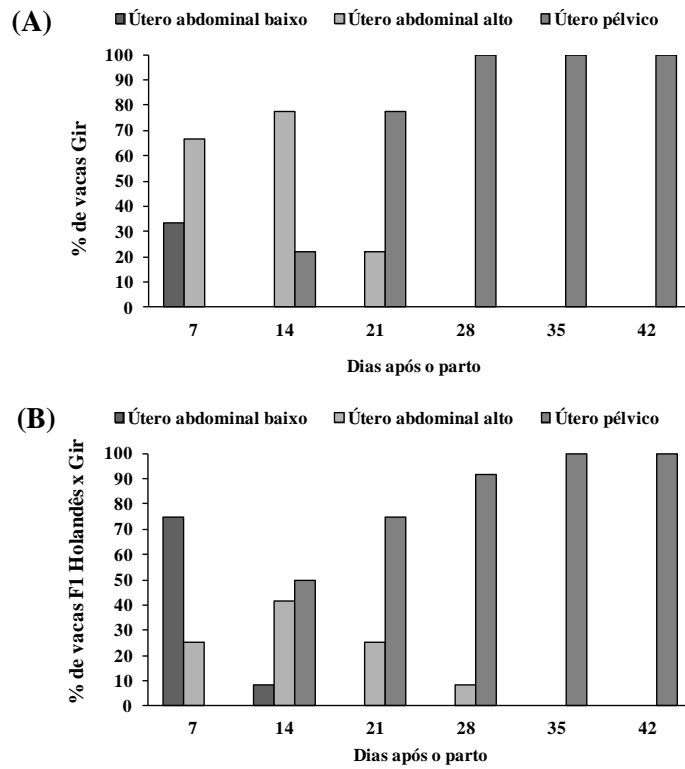 (A)
Útero abdominal baixo Útero abdominal alto Útero pélvico
% de vacas Gir
100
90
80
70
60
50
40
30
20
10
0
7 14 21 28 35 42
Dias após o parto
(B)
Útero abdominal baixo Útero abdominal alto Útero pélvico
% de vacas F1 Holandês x Gir
100
90
80
70
60
50
40
30
20
10
0
7 14 21 28 35 42
Dias após o parto